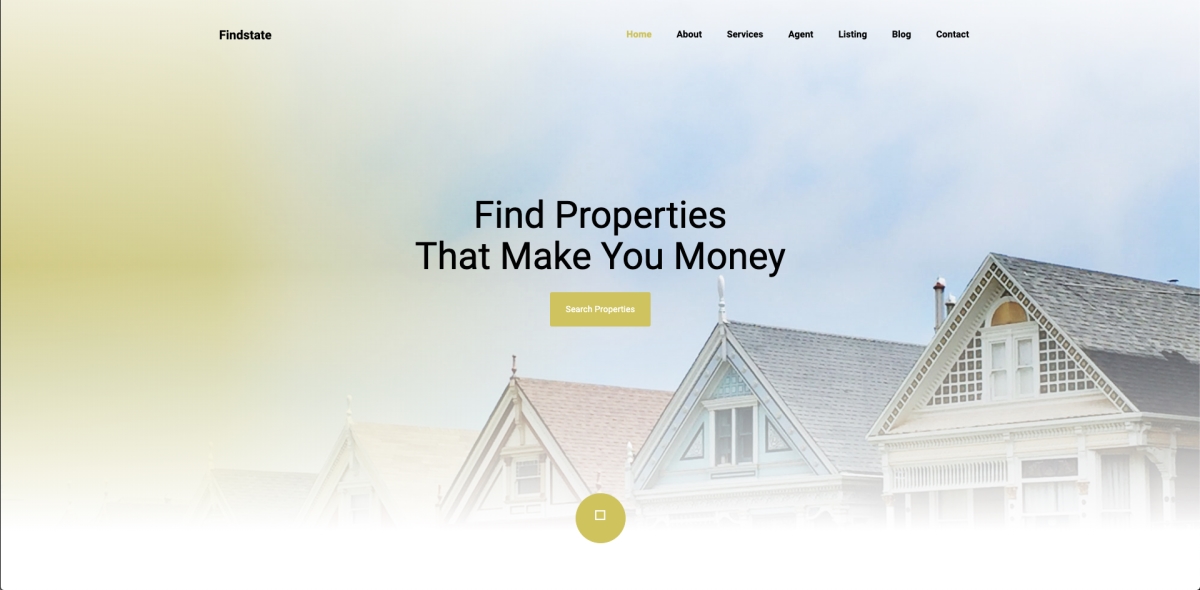 Findstate
Home About Services Agent Listing Blog Contact
Find Properties
That Make You Money
Search Properties